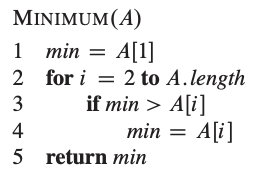 MINIMUM(A)
1 min = A[1]
2 for i = 2 to A.length
3 if min > A[i]
4 min = A[i]
5 return min